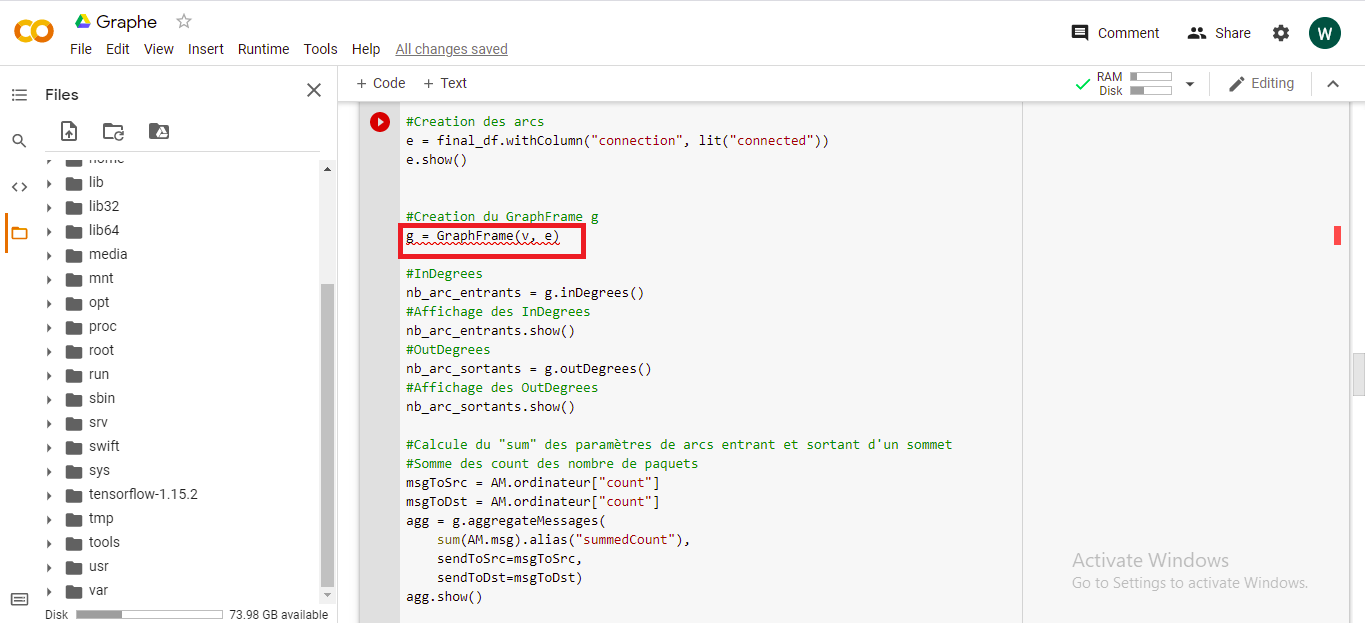 Graphe
File Edit View Insert Runtime Tools Help All changes saved
Comment
Share
W
Files
+ Code + Text
RAM
Disk
Editing
home
lib
lib32
lib64
media
mnt
opt
proc
root
run
sbin
srv
swift
sys
tensorflow-1.15.2
tmp
tools
usr
var
Disk
73.98 GB available
#Creation des arcs
e = final_df.withColumn("connection", lit("connected"))
e.show()
#Creation du GraphFrame g
g = GraphFrame(v, e)
#InDegrees
nb_arc_entrants = g.inDegrees()
#Affichage des InDegrees
nb_arc_entrants.show()
#OutDegrees
nb_arc_sortants = g.outDegrees()
#Affichage des OutDegrees
nb_arc_sortants.show()
#Calcule du "sum" des paramètres de arcs entrant et sortant d'un sommet
#Somme des count des nombre de paquets
msgToSrc = AM.ordinateur["count"]
msgToDst = AM.ordinateur["count"]
agg = g.aggregateMessages(
sum(AM.msg).alias("summedCount"),
sendToSrc=msgToSrc,
sendToDst=msgToDst)
agg.show()
Activate Windows
Go to Settings to activate Windows.